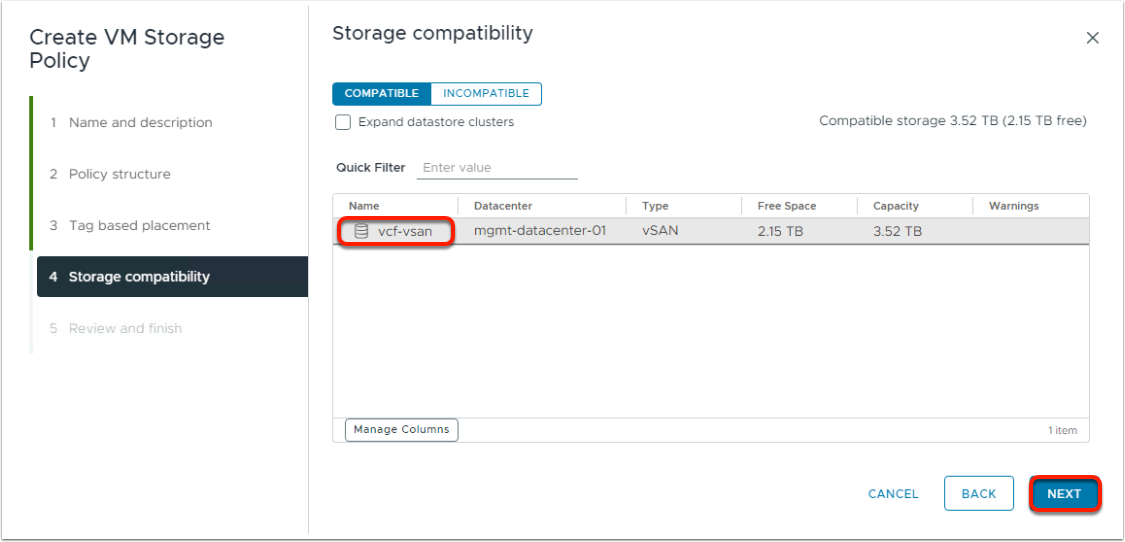 Create VM Storage
Policy
1 Name and description
2 Policy structure
3 Tag based placement
4 Storage compatibility
5 Review and finish
Storage compatibility
COMPATIBLE INCOMPATIBLE
Expand datastore clusters
Compatible storage 3.52 TB (2.15 TB free)
Quick Filter Enter value
Name Datacenter Type Free Space Capacity Warnings
vcf-vsan mgmt-datacenter-01 vSAN 2.15 TB 3.52 TB
Manage Columns 1 item
CANCEL BACK NEXT